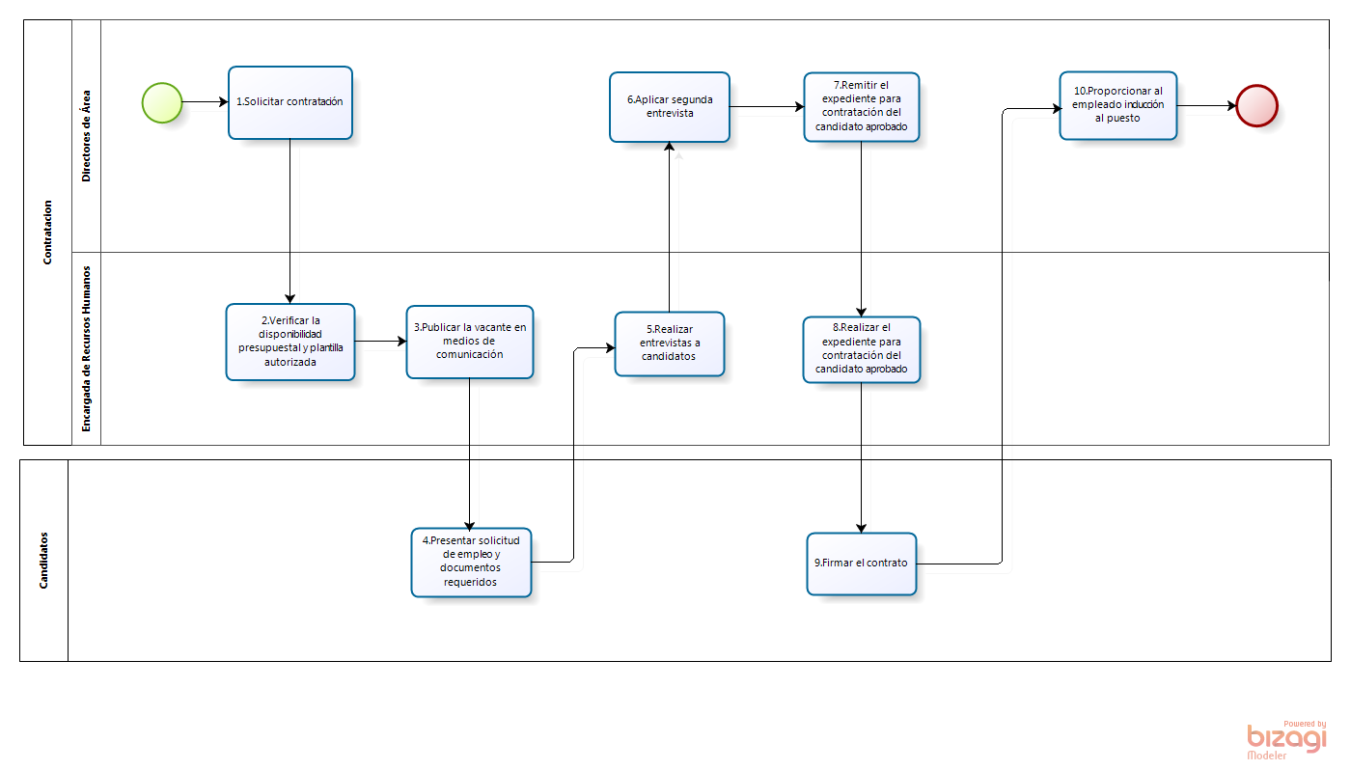 Contratacion
Directores de Área
1.Solicitar contratación
6.Aplicar segunda
entrevista
7.Remitir el
expediente para
contratación del
candidato aprobado
10.Proporcionar al
empleado inducción
al puesto
Encargada de Recursos Humanos
2.Verificar la
disponibilidad
presupuestal y plantilla
autorizada
3.Publicar la vacante en
medios de
comunicación
5.Realizar
entrevistas a
candidatos
8.Realizar el
expediente para
contratación del
candidato aprobado
Candidatos
4.Presentar solicitud
de empleo y
documentos
requeridos
9.Firmar el contrato
Powered by
bizagi
Modeler